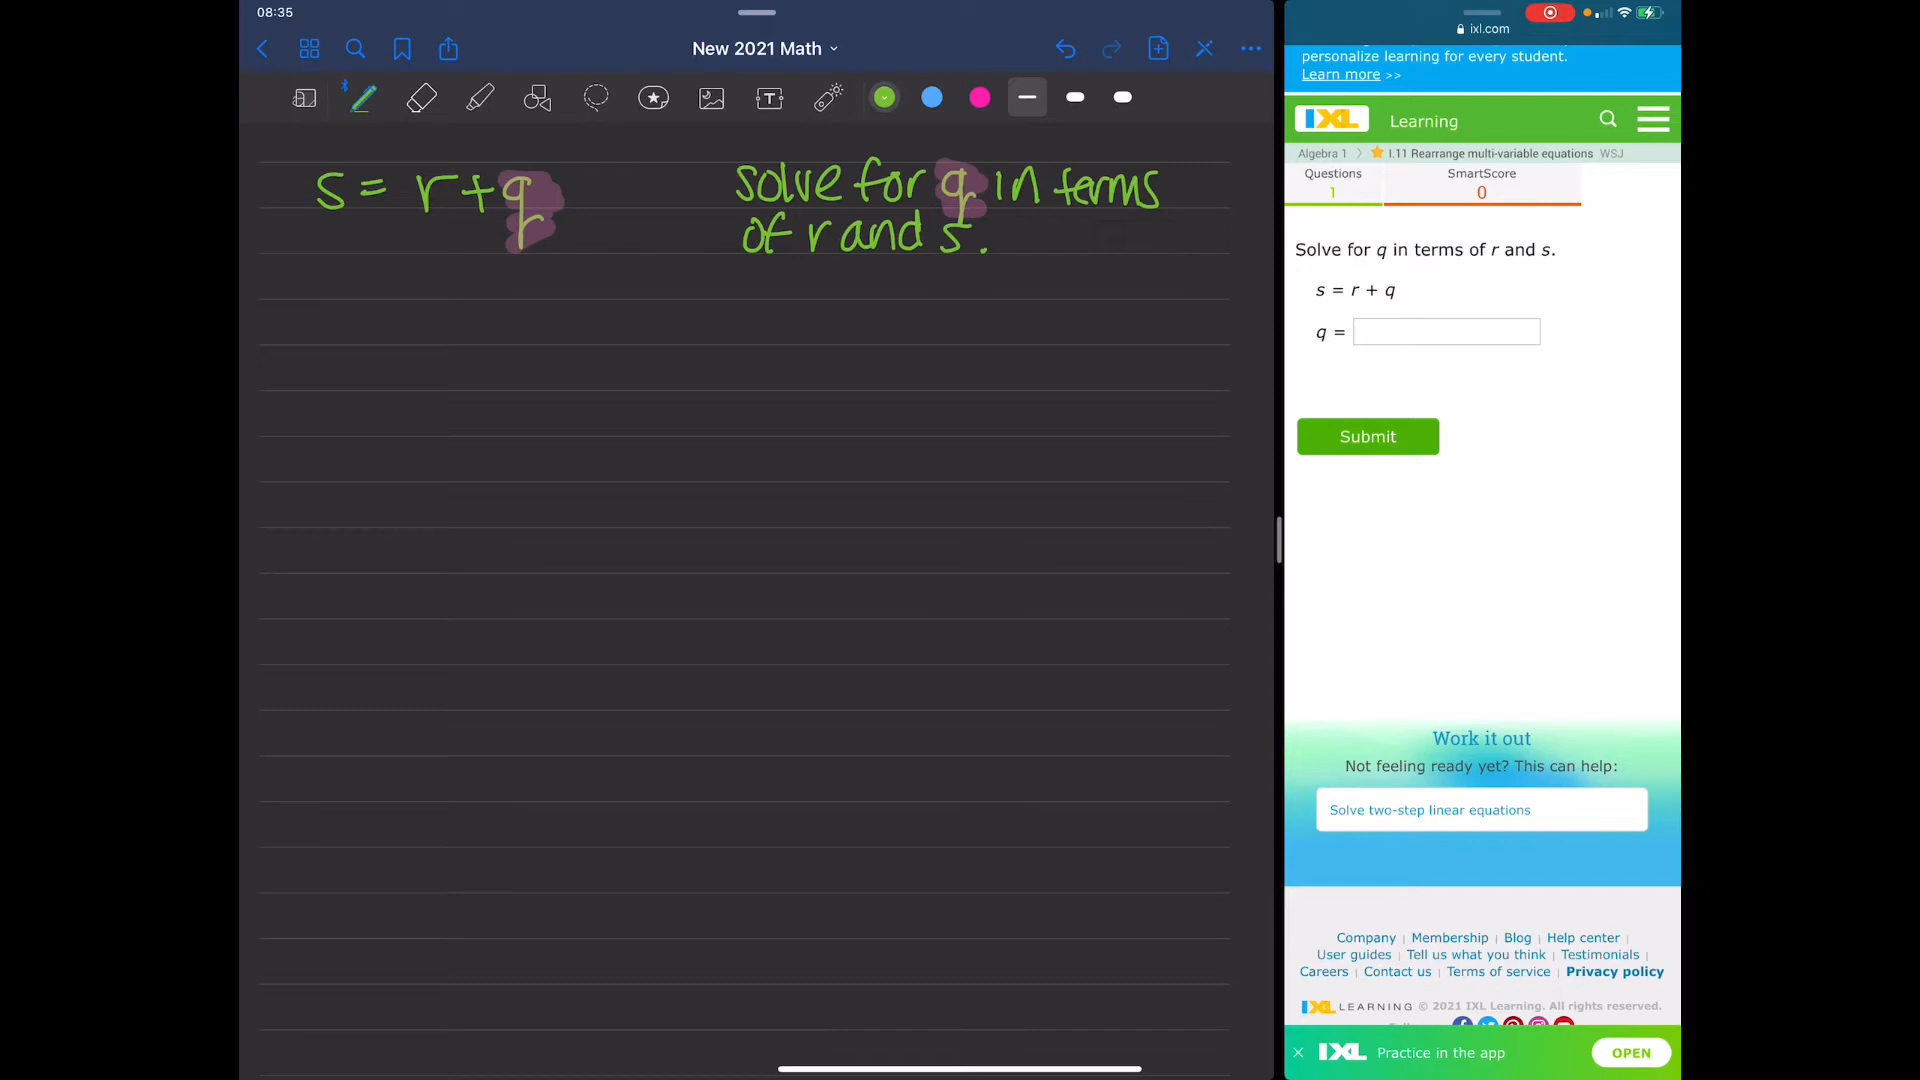 08:35
New 2021 Math
s = r + q
solve for q in terms
of r and s.
ixl.com
personalize learning for every student.
Learn more >>
IXL Learning
Algebra 1 > I.11 Rearrange multi-variable equations WSJ
Questions
1
SmartScore
0
Solve for q in terms of r and s.
s = r + q
q =
Submit
Work it out
Not feeling ready yet? This can help:
Solve two-step linear equations
Company | Membership | Blog | Help center |
User guides | Tell us what you think | Testimonials |
Careers | Contact us | Terms of service | Privacy policy
IXL LEARNING © 2021 IXL Learning. All rights reserved.
IXL Practice in the app OPEN